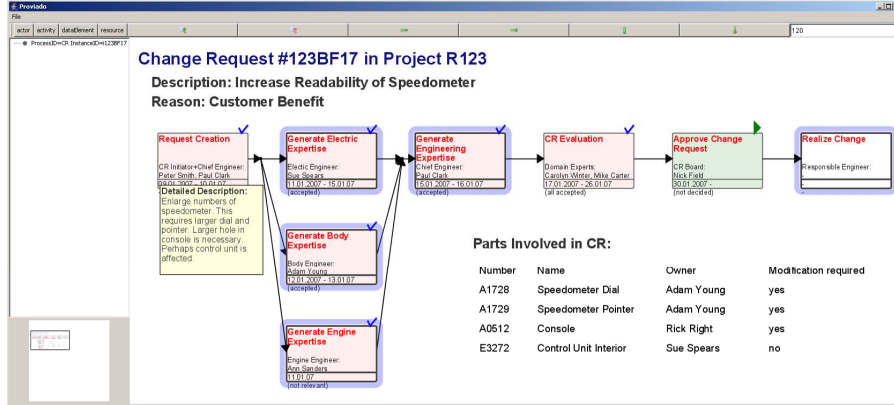 Proviado
File
actor activity dataElement resource
120
ProcessID=CR InstanceID=i123BF17
Change Request #123BF17 in Project R123
Description: Increase Readability of Speedometer
Reason: Customer Benefit
Request Creation
CR Initiator+Chief Engineer:
Peter Smith, Paul Clark
09.01.2007 - 10.01.07
Detailed Description:
Enlarge numbers of
speedometer. This
requires larger dial and
pointer. Larger hole in
console is necessary.
Perhaps control unit is
affected.
Generate Electric
Expertise
Electic Engineer:
Sue Spears
11.01.2007 - 15.01.07
(accepted)
Generate
Engineering
Expertise
Chief Engineer:
Paul Clark
15.01.2007 - 16.01.07
(accepted)
CR Evaluation
Domain Experts:
Carolyn Winter, Mike Carter
17.01.2007 - 26.01.07
(all accepted)
Approve Change
Request
CR Board:
Nick Field
30.01.2007 -
(not decided)
Realize Change
Responsible Engineer:
-
-
-
Generate Body
Expertise
Body Engineer:
Adam Young
12.01.2007 - 13.01.07
(accepted)
Generate Engine
Expertise
Engine Engineer:
Ann Sanders
11.01.07
(not relevant)
Parts Involved in CR:
Number Name Owner Modification required
A1728 Speedometer Dial Adam Young yes
A1729 Speedometer Pointer Adam Young yes
A0512 Console Rick Right yes
E3272 Control Unit Interior Sue Spears no